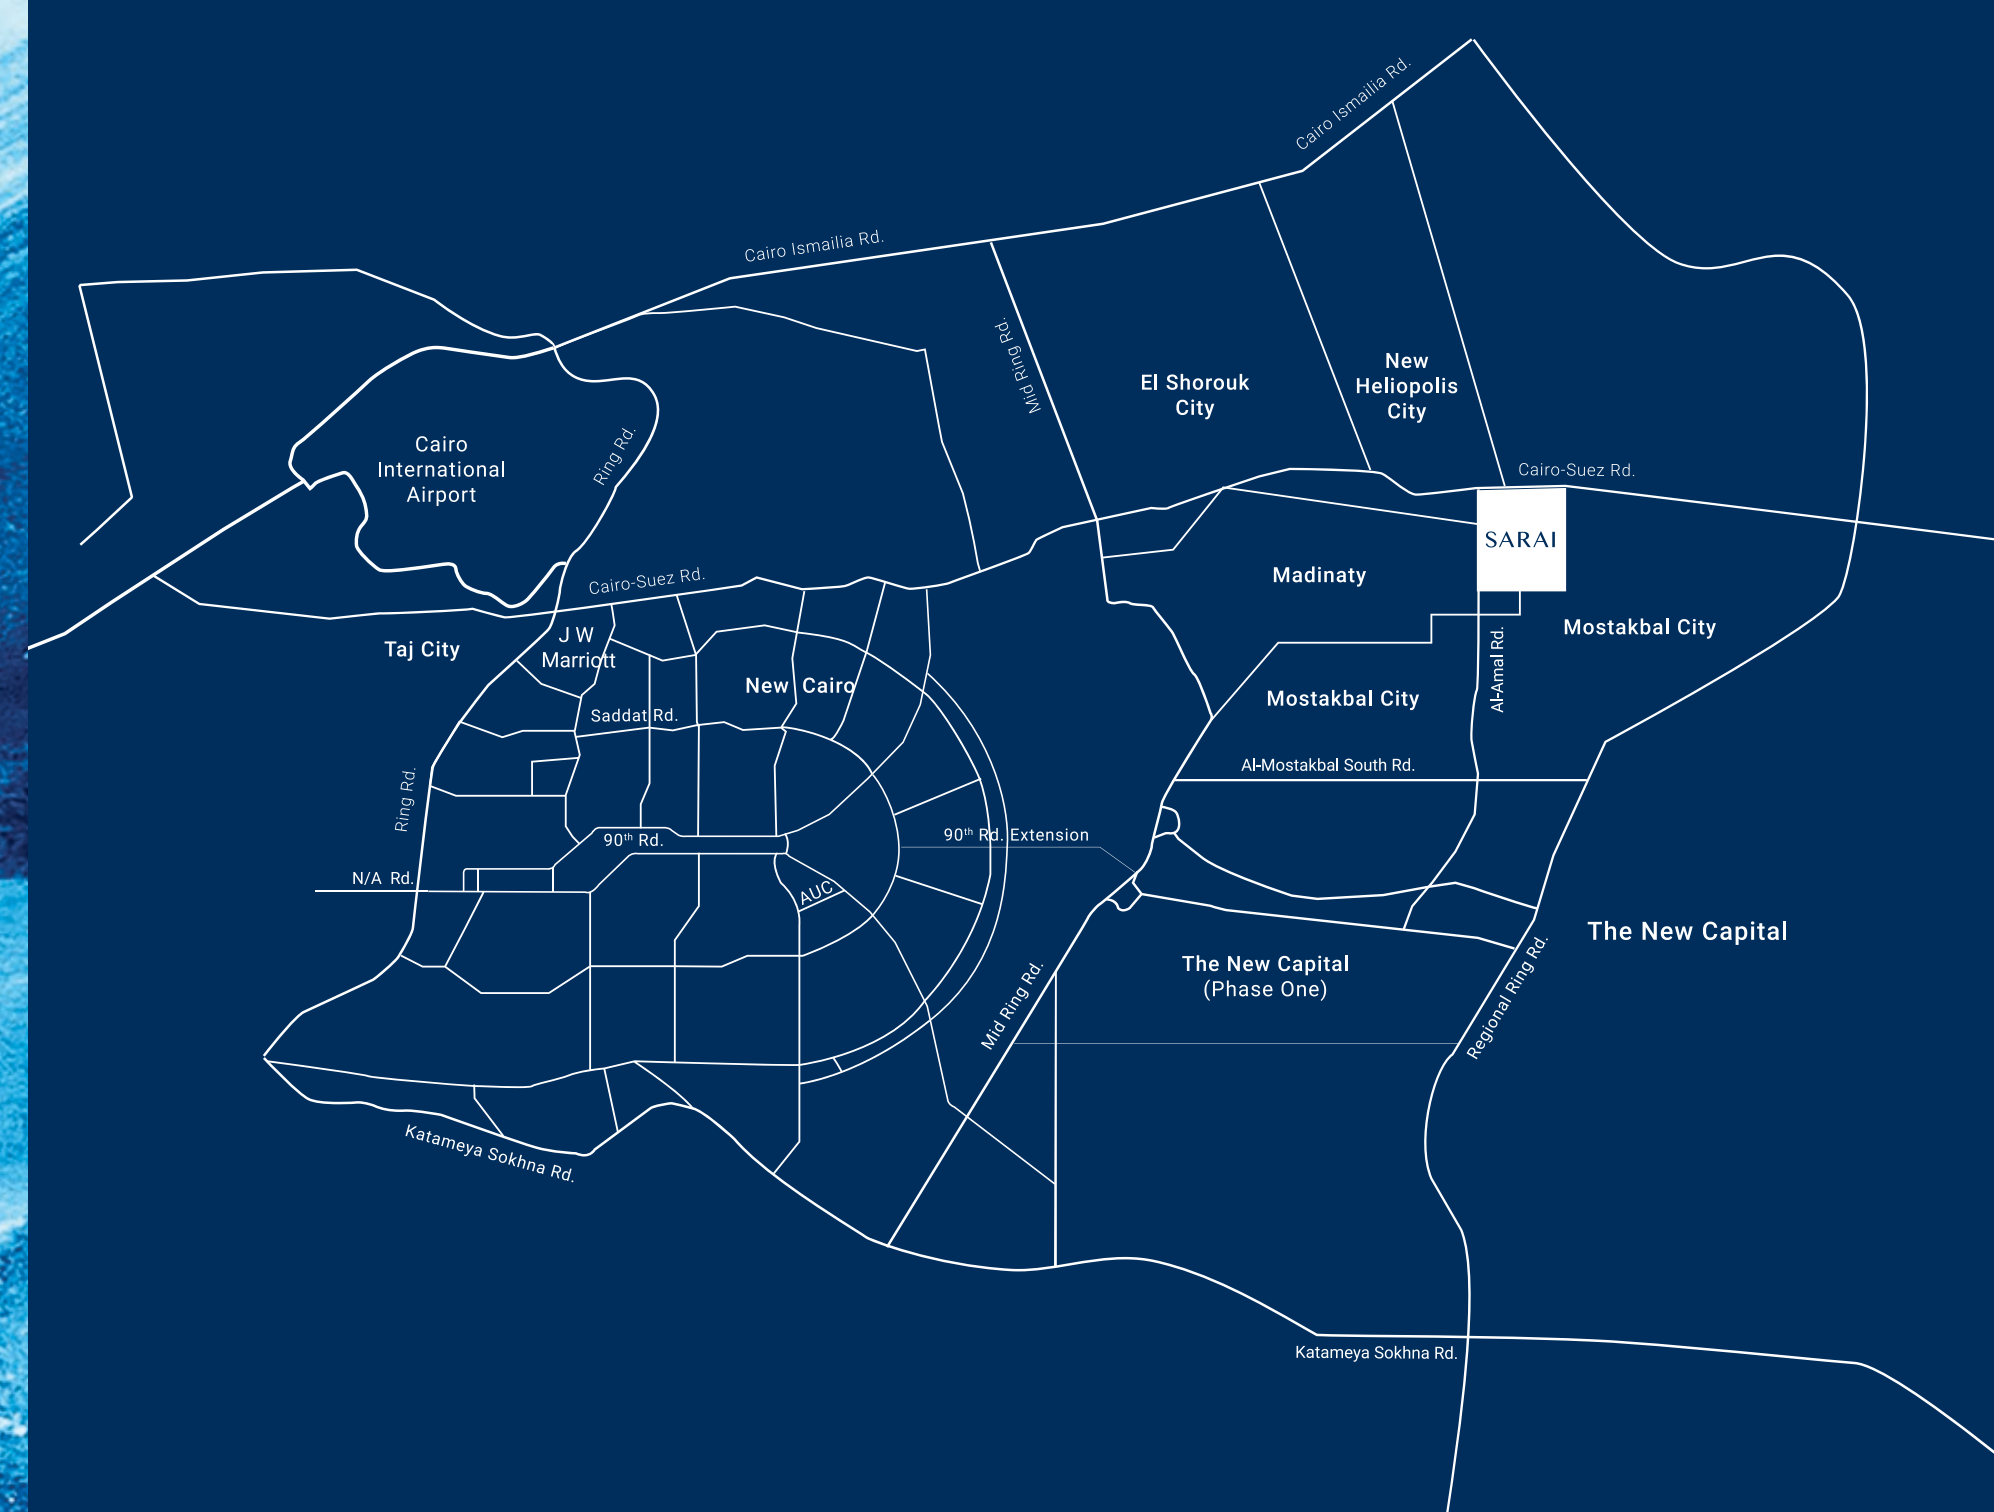 Cairo Ismailia Rd.
Cairo Ismailia Rd.
Mid Ring Rd.
El Shorouk
City
New
Heliopolis
City
Cairo
International
Airport
Ring Rd.
Cairo-Suez Rd.
SARAI
Cairo-Suez Rd.
Madinaty
Mostakbal City
Taj City
J W
Marriott
New Cairo
Saddat Rd.
Mostakbal City
Al-Amal Rd.
Al-Mostakbal South Rd.
Ring Rd.
90th Rd.
90th Rd. Extension
N/A Rd.
AUC
The New Capital
The New Capital
(Phase One)
Mid Ring Rd.
Regional Ring Rd.
Katameya Sokhna Rd.
Katameya Sokhna Rd.